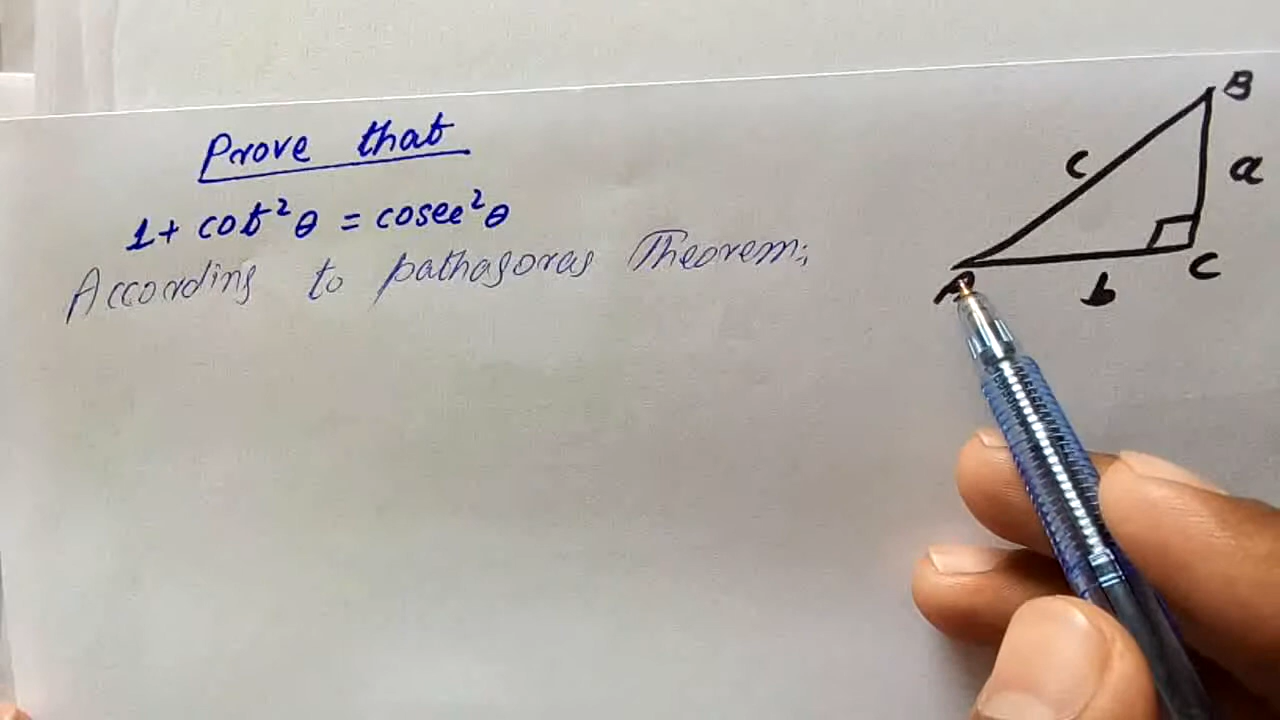 Prove that
1 + cot²θ = cosec²θ
According to pathagoras Theorem;
B
c
a
A
b
C